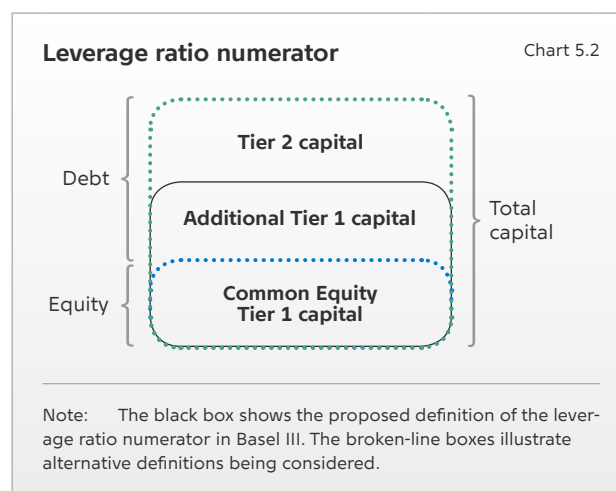 Leverage ratio numerator
Chart 5.2
Tier 2 capital
Debt
Additional Tier 1 capital
Total
capital
Equity
Common Equity
Tier 1 capital
Note: The black box shows the proposed definition of the lever-
age ratio numerator in Basel III. The broken-line boxes illustrate
alternative definitions being considered.